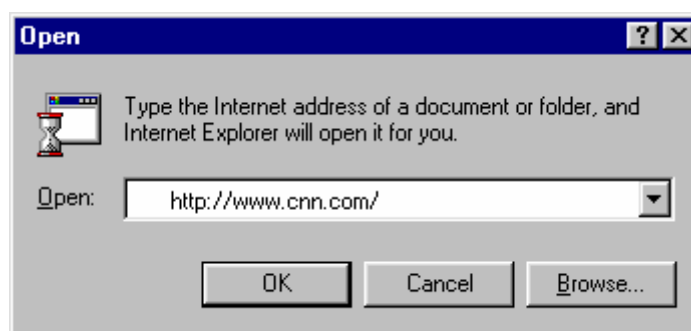 Open
Type the Internet address of a document or folder, and
Internet Explorer will open it for you.
Open: http://www.cnn.com/
OK Cancel Browse...